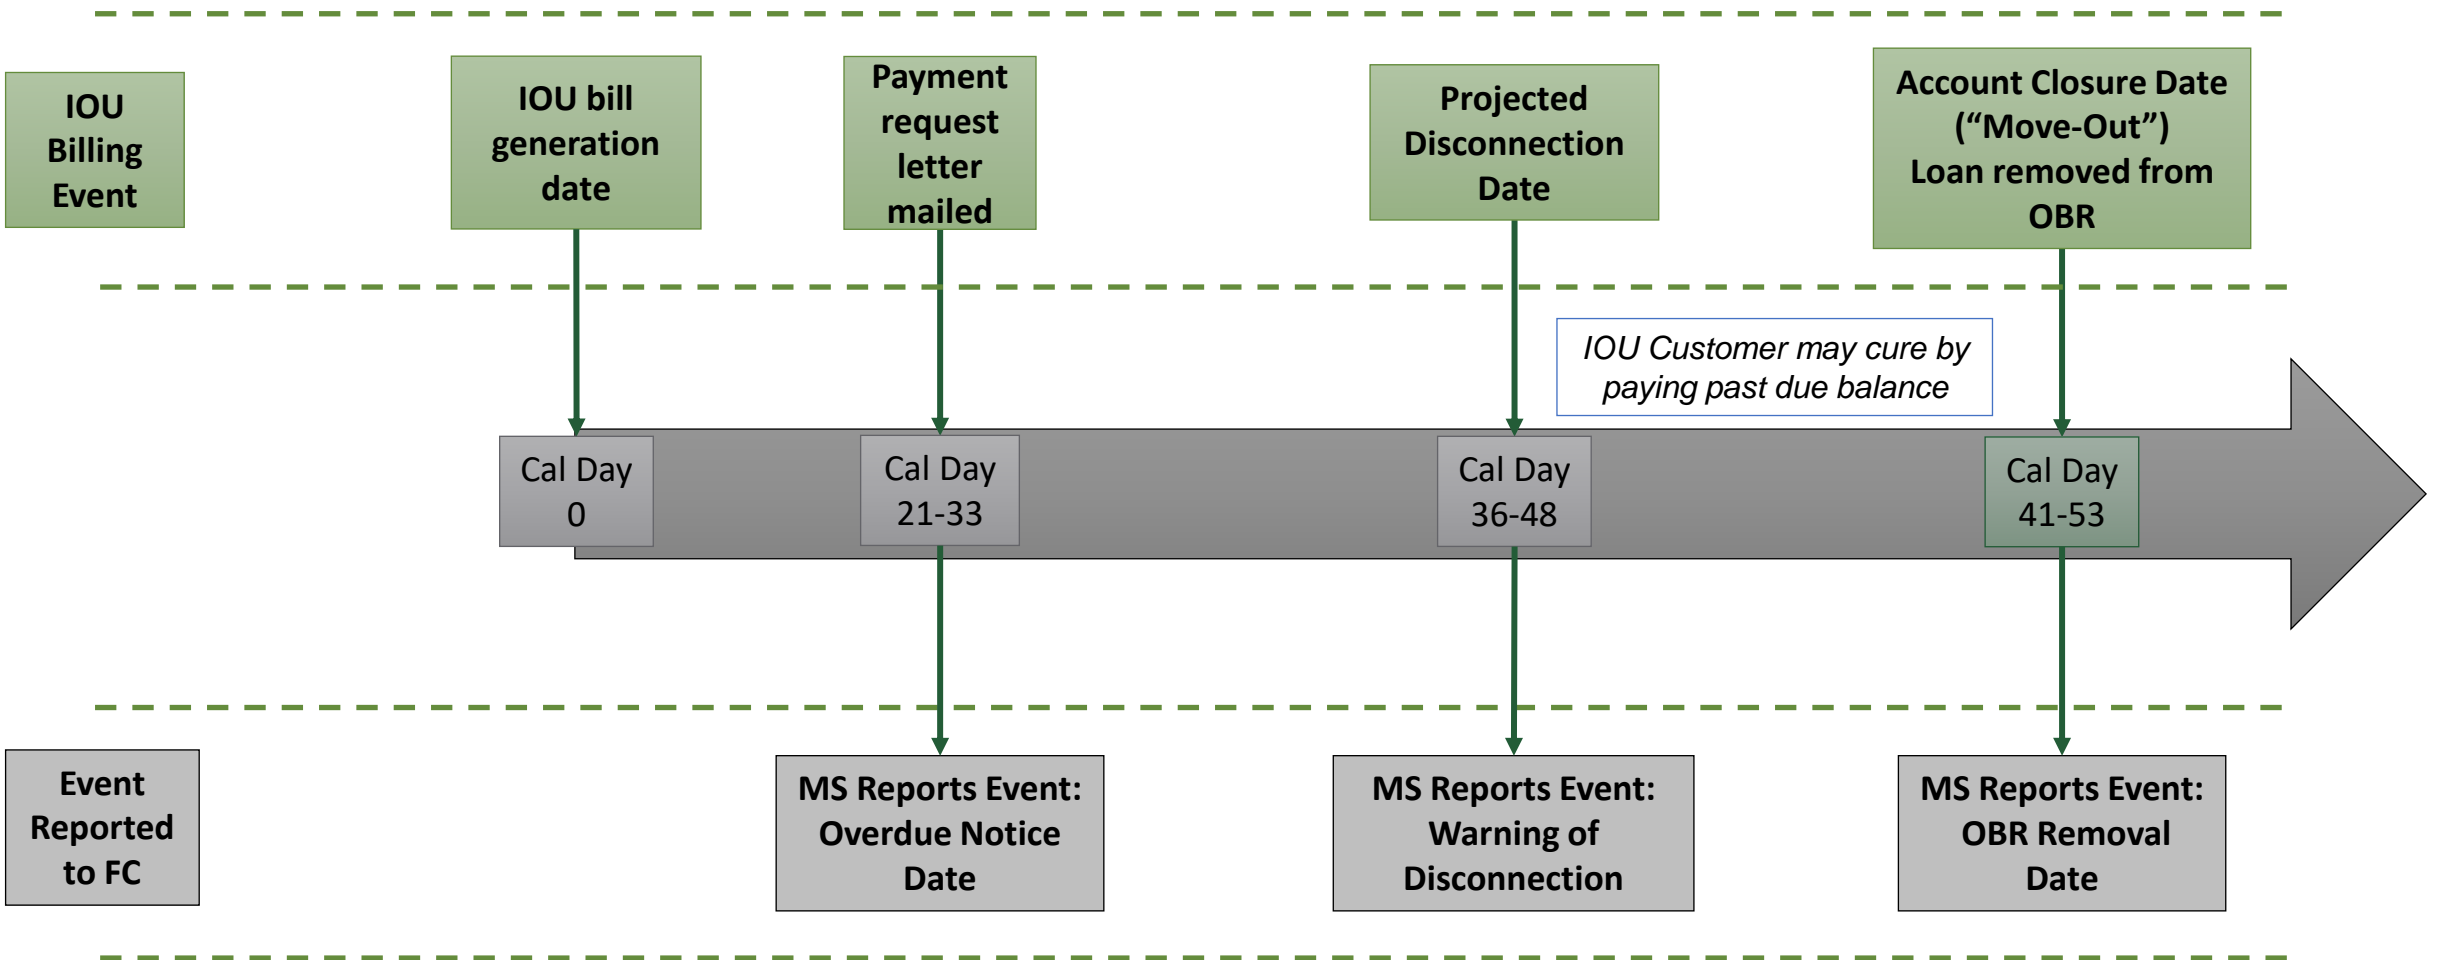 IOU
Billing
Event
IOU bill
generation
date
Payment
request
letter
mailed
Projected
Disconnection
Date
Account Closure Date
(“Move-Out”)
Loan removed from
OBR
IOU Customer may cure by
paying past due balance
Cal Day
0
Cal Day
21-33
Cal Day
36-48
Cal Day
41-53
Event
Reported
to FC
MS Reports Event:
Overdue Notice
Date
MS Reports Event:
Warning of
Disconnection
MS Reports Event:
OBR Removal
Date